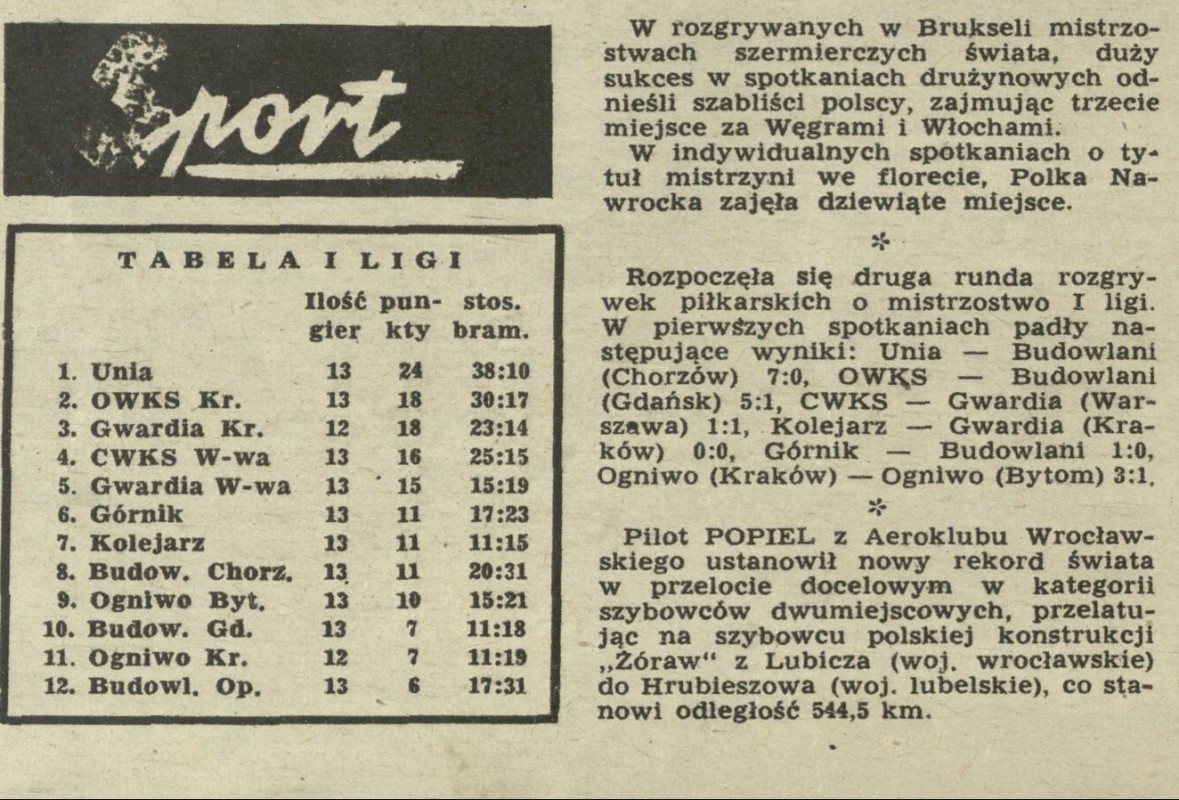 Sport
TABELA I LIGI
Ilość pun- stos.
gier kty bram.
1. Unia 13 24 38:10
2. OWKS Kr. 13 18 30:17
3. Gwardia Kr. 12 18 23:14
4. CWKS W-wa 13 16 25:15
5. Gwardia W-wa 13 15 15:19
6. Górnik 13 11 17:23
7. Kolejarz 13 11 11:15
8. Budow. Chorz. 13 11 20:31
9. Ogniwo Byt. 13 10 15:21
10. Budow. Gd. 13 7 11:18
11. Ogniwo Kr. 12 7 11:19
12. Budowl. Op. 13 6 17:31
W rozgrywanych w Brukseli mistrzo-
stwach szermierczych świata, duży
sukces w spotkaniach drużynowych od-
nieśli szabliści polscy, zajmując trzecie
miejsce za Węgrami i Włochami.
W indywidualnych spotkaniach o ty-
tuł mistrzyni we florecie, Polka Na-
wrocka zajęła dziewiąte miejsce.
*
Rozpoczęła się druga runda rozgry-
wek piłkarskich o mistrzostwo I ligi.
W pierwszych spotkaniach padły na-
stępujące wyniki: Unia — Budowlani
(Chorzów) 7:0, OWKS — Budowlani
(Gdańsk) 5:1, CWKS — Gwardia (War-
szawa) 1:1, Kolejarz — Gwardia (Kra-
ków) 0:0, Górnik — Budowlani 1:0,
Ogniwo (Kraków) — Ogniwo (Bytom) 3:1.
*
Pilot POPIEL z Aeroklubu Wrocław-
skiego ustanowił nowy rekord świata
w przelocie docelowym w kategorii
szybowców dwumiejscowych, przelatu-
jąc na szybowcu polskiej konstrukcji
„Żóraw“ z Lubicza (woj. wrocławskie)
do Hrubieszowa (woj. lubelskie), co sta-
nowi odległość 544,5 km.